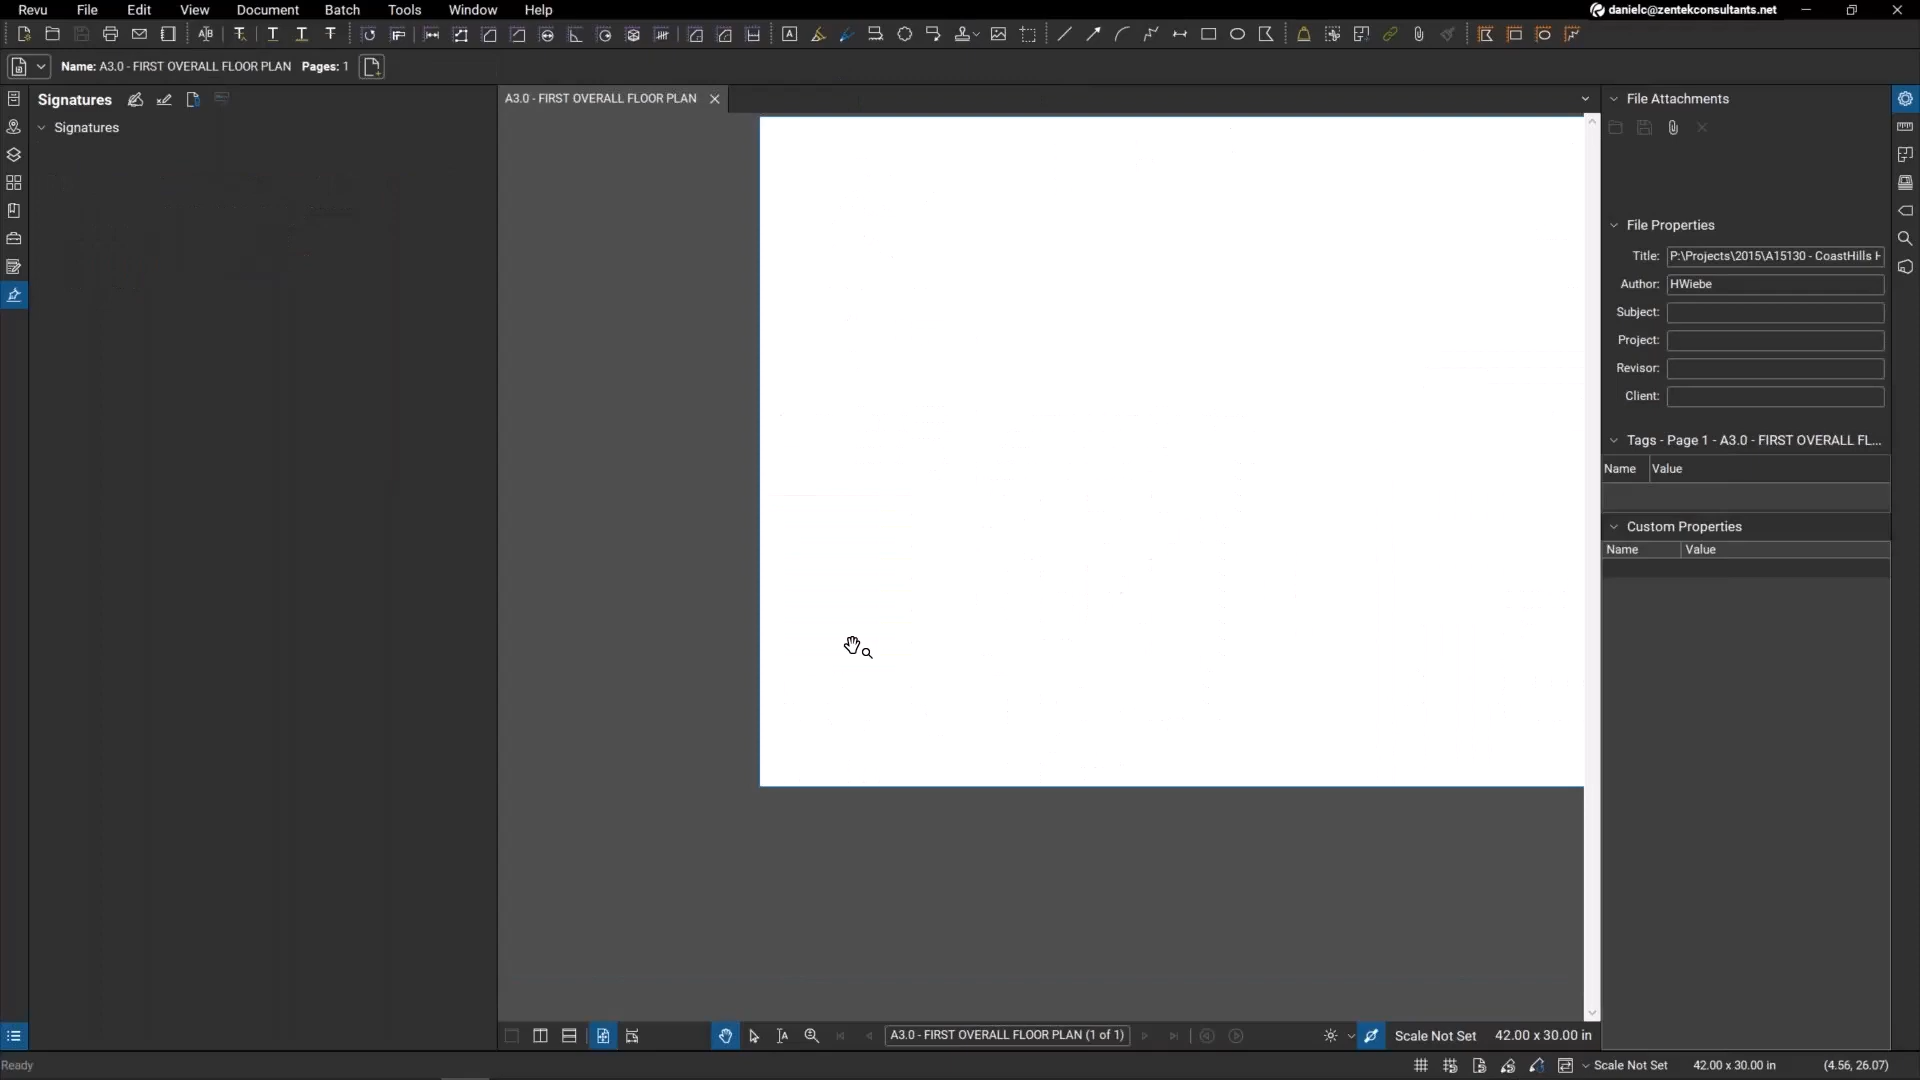 Revu File Edit View Document Batch Tools Window Help danielc@zentekconsultants.net
Name: A3.0 - FIRST OVERALL FLOOR PLAN Pages: 1
Signatures
Signatures
A3.0 - FIRST OVERALL FLOOR PLAN
File Attachments
File Properties
Title: P:\Projects\2015\A15130 - CoastHills H
Author: HWiebe
Subject:
Project:
Revisor:
Client:
Tags - Page 1 - A3.0 - FIRST OVERALL FL...
Name Value
Custom Properties
Name Value
A3.0 - FIRST OVERALL FLOOR PLAN (1 of 1) Scale Not Set 42.00 x 30.00 in
Ready Scale Not Set 42.00 x 30.00 in (4.56, 26.07)